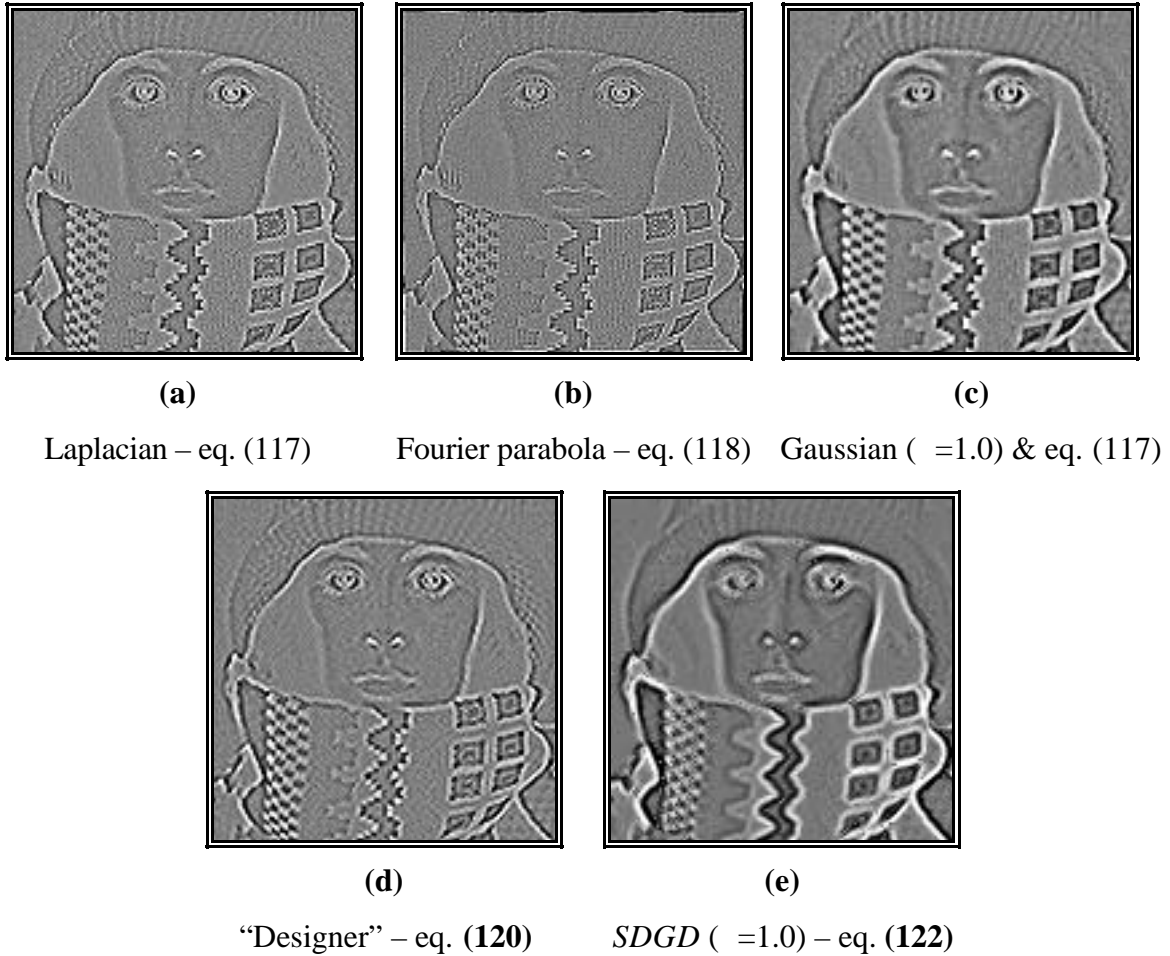 (a) (b) (c)
Laplacian – eq. (117) Fourier parabola – eq. (118) Gaussian ( =1.0) & eq. (117)
(d) (e)
“Designer” – eq. (120) SDGD ( =1.0) – eq. (122)